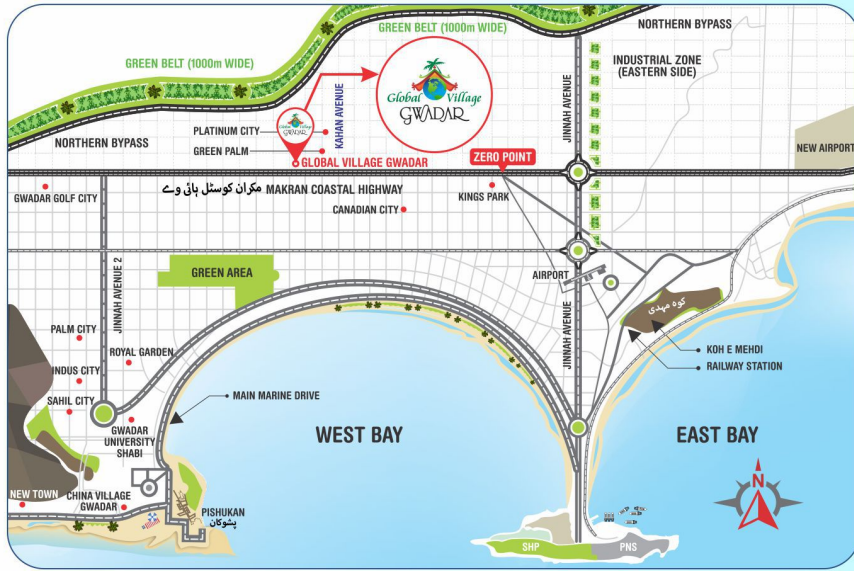 GREEN BELT (1000m WIDE)
NORTHERN BYPASS
GREEN BELT (1000m WIDE)
INDUSTRIAL ZONE
(EASTERN SIDE)
JINNAH AVENUE
Global Village
GWADAR
KAHAN AVENUE
Global Village
GWADAR
PLATINUM CITY
GREEN PALM
NORTHERN BYPASS
GLOBAL VILLAGE GWADAR
ZERO POINT
NEW AIRPORT
GWADAR GOLF CITY
مکران کوسٹل ہائی وے
MAKRAN COASTAL HIGHWAY
KINGS PARK
CANADIAN CITY
GREEN AREA
AIRPORT
JINNAH AVENUE 2
JINNAH AVENUE
کوہ مہدی
PALM CITY
ROYAL GARDEN
KOH E MEHDI
RAILWAY STATION
INDUS CITY
SAHIL CITY
MAIN MARINE DRIVE
GWADAR
UNIVERSITY
SHABI
WEST BAY
EAST BAY
N
NEW TOWN
CHINA VILLAGE
GWADAR
PISHUKAN
پشوکان
SHP
PNS